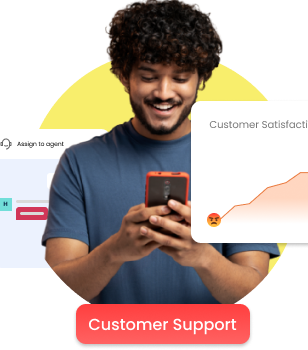 Customer Satisfacti
Assign to agent
H
Customer Support